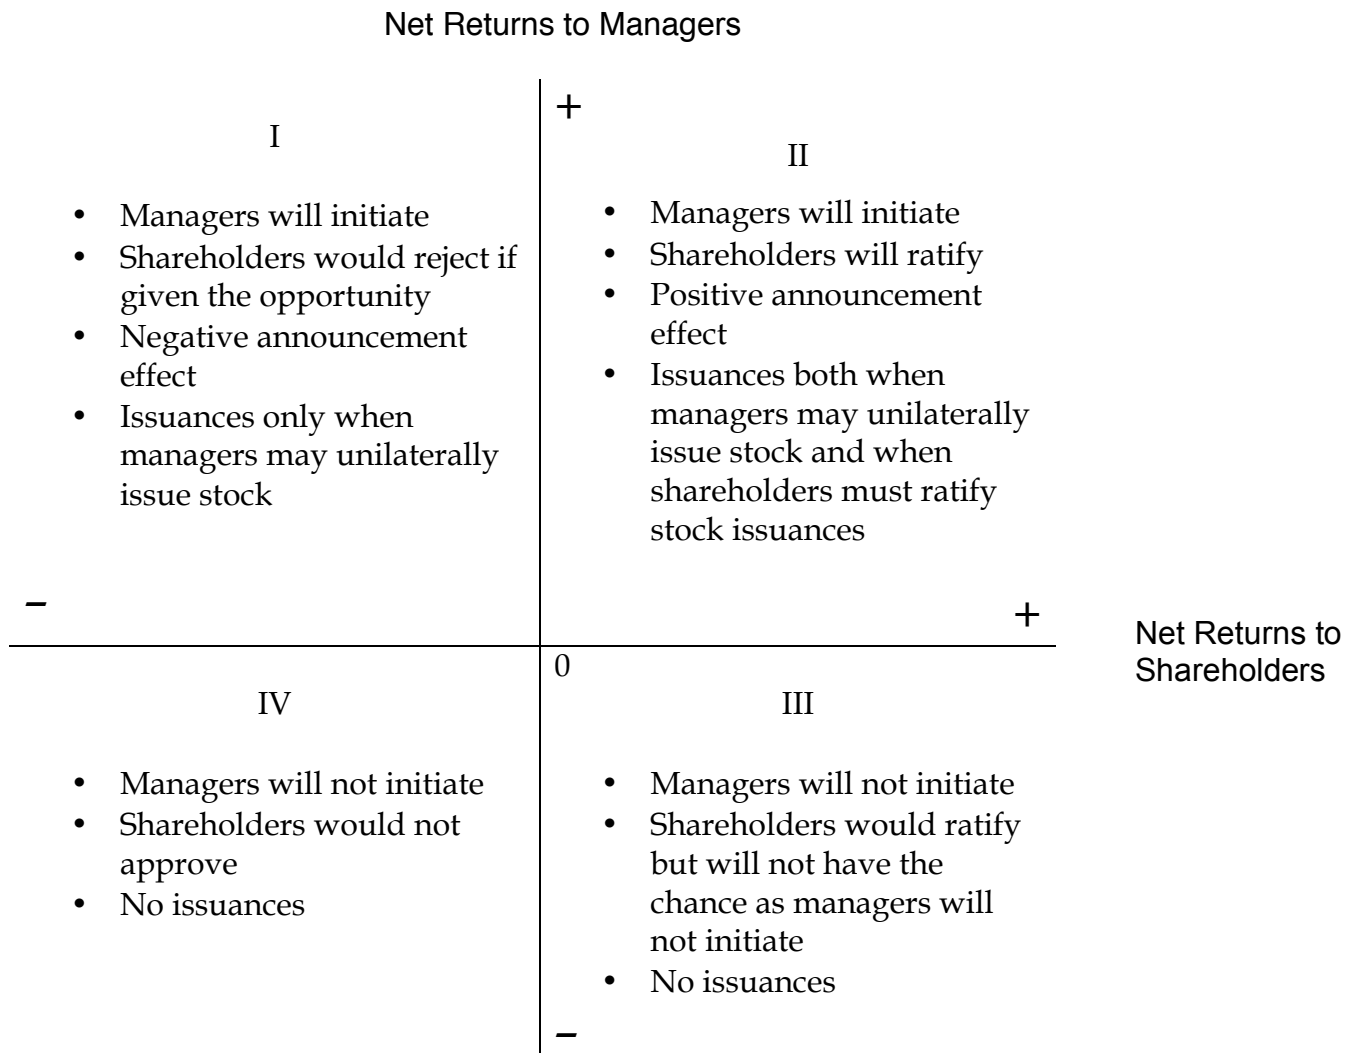 Net Returns to Managers
+
I
• Managers will initiate
• Shareholders would reject if
given the opportunity
• Negative announcement
effect
• Issuances only when
managers may unilaterally
issue stock
II
• Managers will initiate
• Shareholders will ratify
• Positive announcement
effect
• Issuances both when
managers may unilaterally
issue stock and when
shareholders must ratify
stock issuances
–
+
Net Returns to
Shareholders
0
IV
• Managers will not initiate
• Shareholders would not
approve
• No issuances
III
• Managers will not initiate
• Shareholders would ratify
but will not have the
chance as managers will
not initiate
• No issuances
–